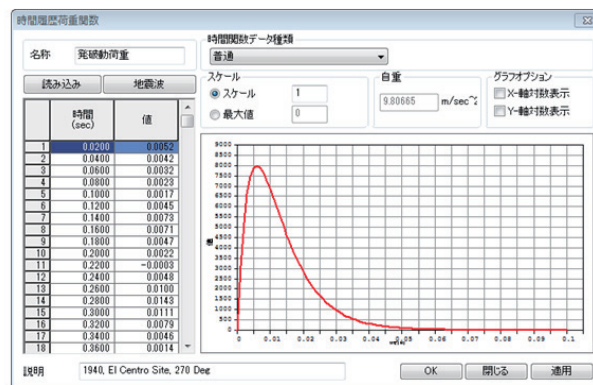 時間履歴荷重関数
名称 発破動荷重
時間関数データ種類
普通
読み込み 地震波
スケール
スケール 1
最大値 0
自重
9.80665 m/sec^2
グラフオプション
X-軸対数表示
Y-軸対数表示
時間 (sec) 値
1 0.0200 0.0052
2 0.0400 0.0042
3 0.0600 0.0032
4 0.0800 0.0023
5 0.1000 0.0017
6 0.1200 0.0045
7 0.1400 0.0073
8 0.1600 0.0071
9 0.1800 0.0047
10 0.2000 0.0022
11 0.2200 -0.0003
12 0.2400 0.0048
13 0.2600 0.0100
14 0.2800 0.0143
15 0.3000 0.0111
16 0.3200 0.0079
17 0.3400 0.0046
18 0.3600 0.0014
9000
8500
8000
7500
7000
6500
6000
5500
5000
4500
4000
3500
3000
2500
2000
1500
1000
500
0
値
0 0.01 0.02 0.03 0.04 0.05 0.06 0.07 0.08 0.09 0.1
説明 1940, El Centro Site, 270 Deg
OK 閉じる 適用